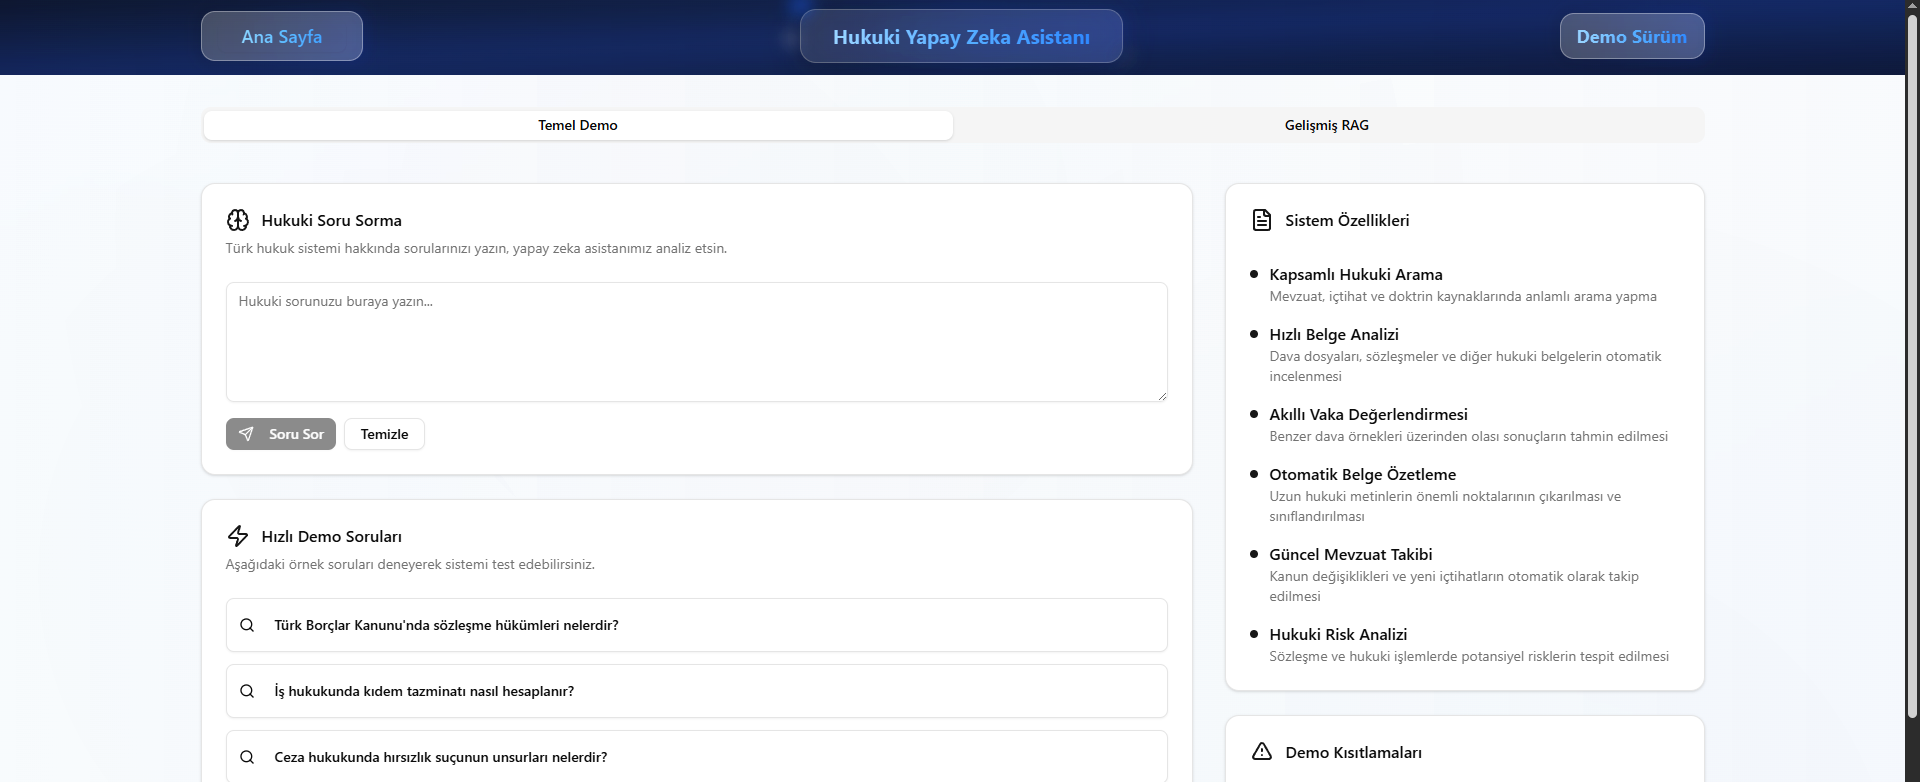 Ana Sayfa
Hukuki Yapay Zeka Asistanı
Demo Sürüm
Temel Demo
Gelişmiş RAG
Hukuki Soru Sorma
Türk hukuk sistemi hakkında sorularınızı yazın, yapay zeka asistanımız analiz etsin.
Hukuki sorunuzu buraya yazın...
Soru Sor
Temizle
Hızlı Demo Soruları
Aşağıdaki örnek soruları deneyerek sistemi test edebilirsiniz.
Türk Borçlar Kanunu'nda sözleşme hükümleri nelerdir?
İş hukukunda kıdem tazminatı nasıl hesaplanır?
Ceza hukukunda hırsızlık suçunun unsurları nelerdir?
Sistem Özellikleri
Kapsamlı Hukuki Arama
Mevzuat, içtihat ve doktrin kaynaklarında anlamlı arama yapma
Hızlı Belge Analizi
Dava dosyaları, sözleşmeler ve diğer hukuki belgelerin otomatik
incelenmesi
Akıllı Vaka Değerlendirmesi
Benzer dava örnekleri üzerinden olası sonuçların tahmin edilmesi
Otomatik Belge Özetleme
Uzun hukuki metinlerin önemli noktalarının çıkarılması ve
sınıflandırılması
Güncel Mevzuat Takibi
Kanun değişiklikleri ve yeni içtihatların otomatik olarak takip
edilmesi
Hukuki Risk Analizi
Sözleşme ve hukuki işlemlerde potansiyel risklerin tespit edilmesi
Demo Kısıtlamaları